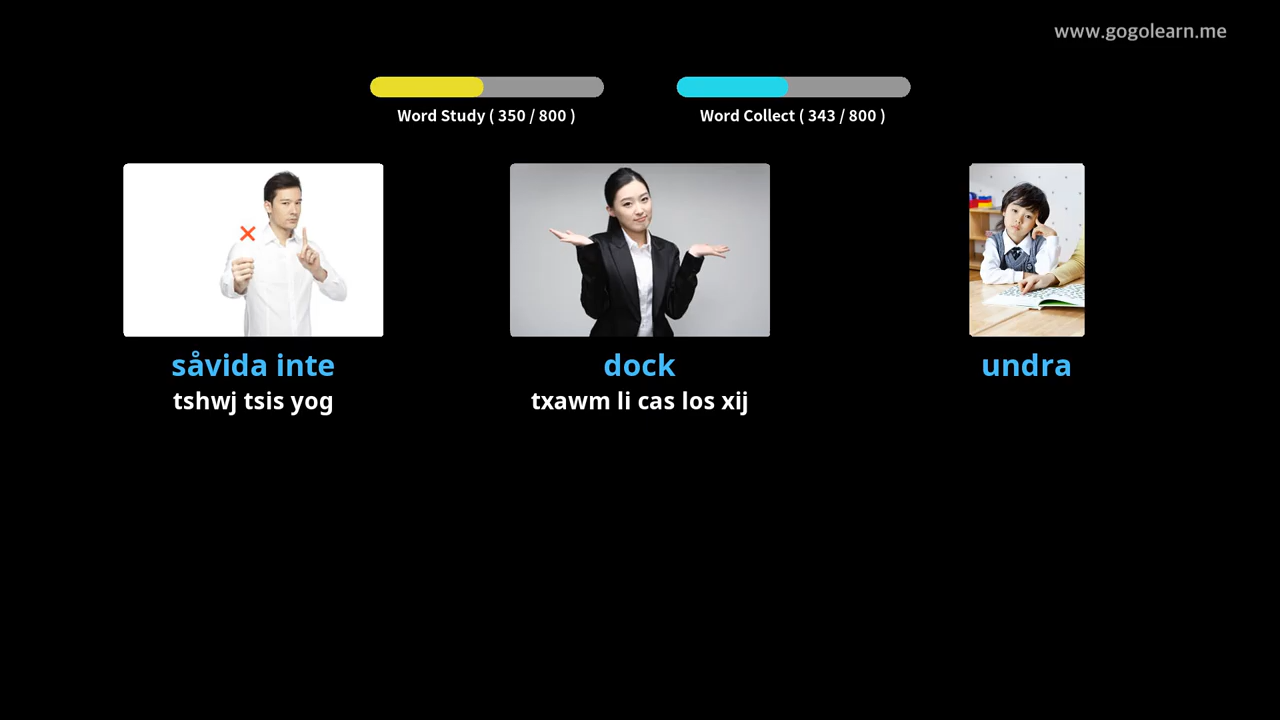 www.gogolearn.me
Word Study ( 350 / 800 )
Word Collect ( 343 / 800 )
såvida inte
tshwj tsis yog
dock
txawm li cas los xij
undra